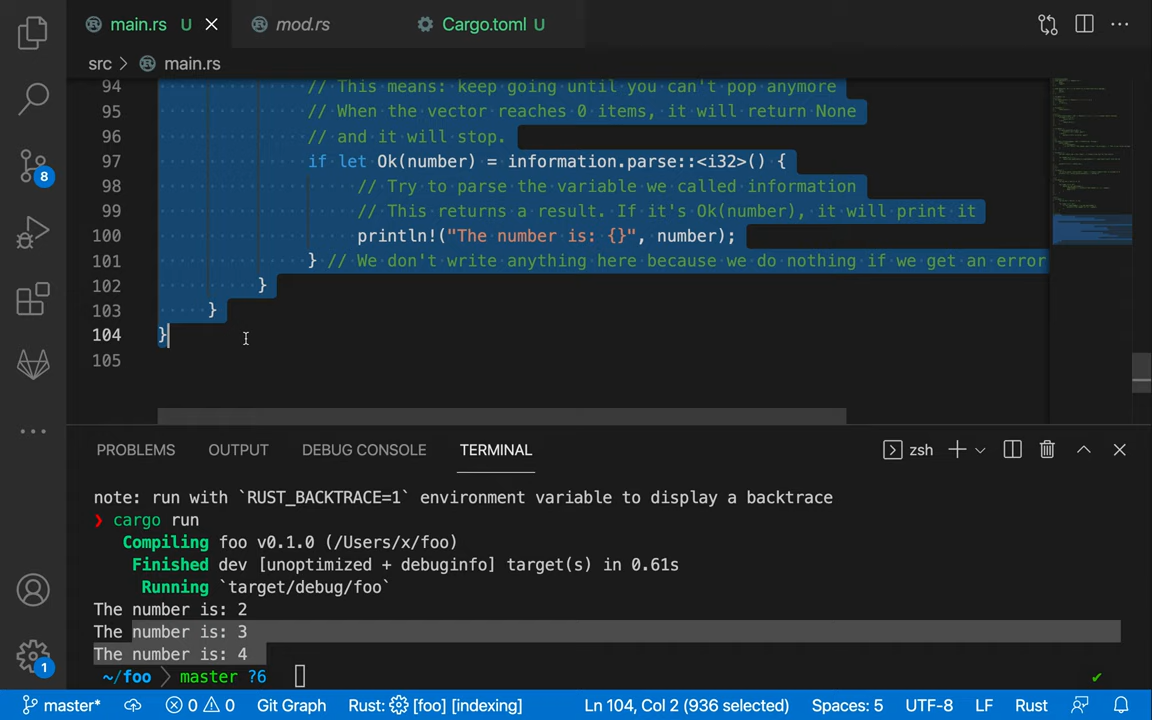 main.rs U mod.rs Cargo.toml U
src > main.rs
94 // This means: keep going until you can't pop anymore
95 // When the vector reaches 0 items, it will return None
96 // and it will stop.
97 if let Ok(number) = information.parse::<i32>() {
98 // Try to parse the variable we called information
99 // This returns a result. If it's Ok(number), it will print it
100 println!("The number is: {}", number);
101 } // We don't write anything here because we do nothing if we get an error
102 }
103 }
104 }
105
8
PROBLEMS OUTPUT DEBUG CONSOLE TERMINAL zsh
note: run with `RUST_BACKTRACE=1` environment variable to display a backtrace
❯ cargo run
Compiling foo v0.1.0 (/Users/x/foo)
Finished dev [unoptimized + debuginfo] target(s) in 0.61s
Running `target/debug/foo`
The number is: 2
The number is: 3
The number is: 4
~/foo master ?6
1
master* 0 0 Git Graph Rust: [foo] [indexing] Ln 104, Col 2 (936 selected) Spaces: 5 UTF-8 LF Rust